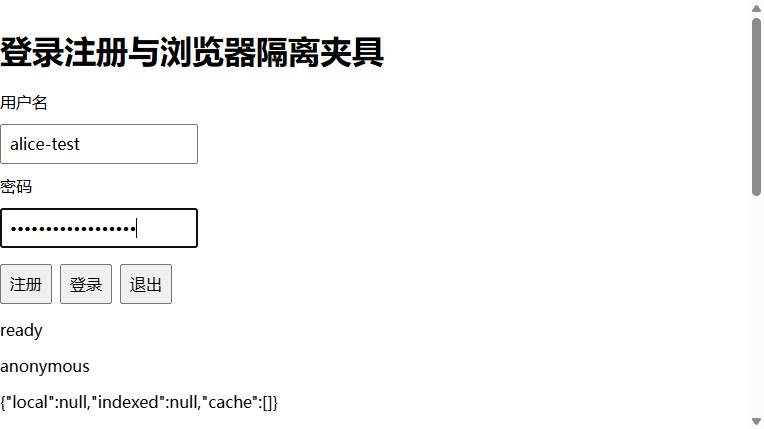 登录注册与浏览器隔离夹具
用户名
alice-test
密码
••••••••••••••••••
注册 登录 退出
ready
anonymous
{"local":null,"indexed":null,"cache":[]}